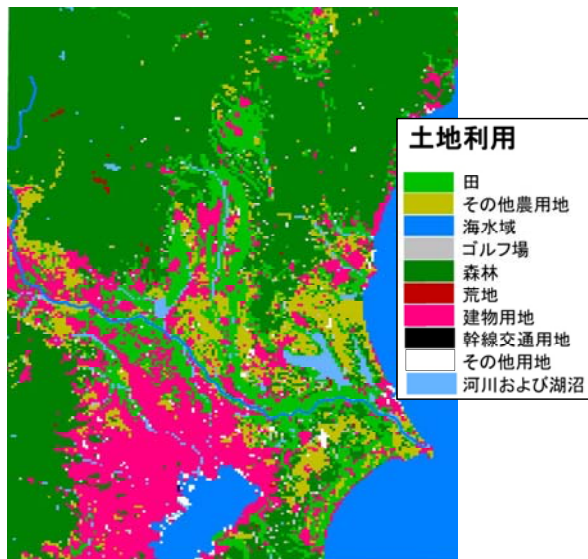 土地利用
田
その他農用地
海水域
ゴルフ場
森林
荒地
建物用地
幹線交通用地
その他用地
河川および湖沼